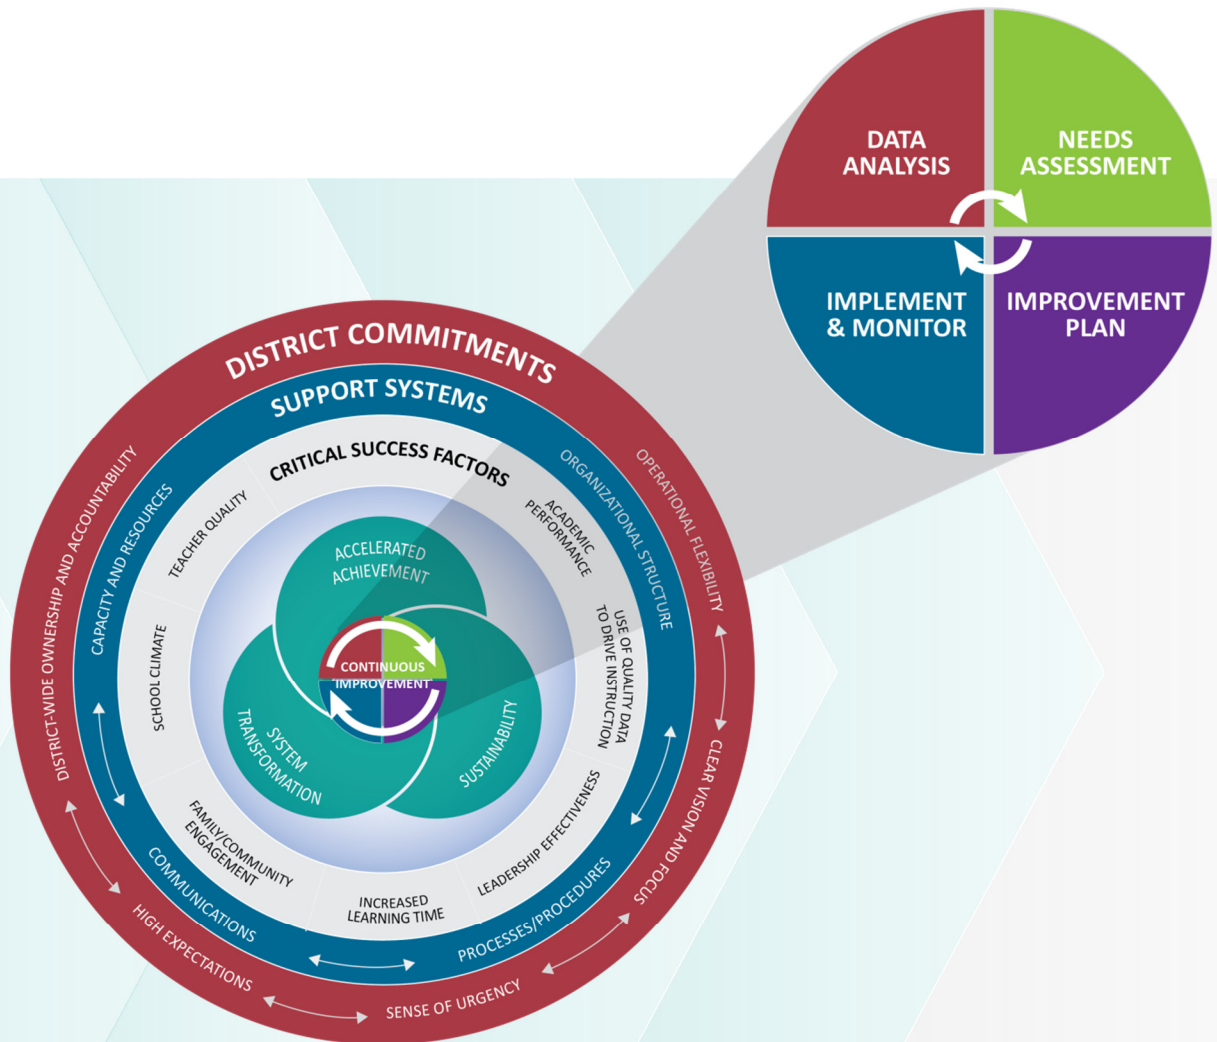 DATA
ANALYSIS
NEEDS
ASSESSMENT
IMPLEMENT
& MONITOR
IMPROVEMENT
PLAN
DISTRICT COMMITMENTS
SUPPORT SYSTEMS
CRITICAL SUCCESS FACTORS
DISTRICT-WIDE OWNERSHIP AND ACCOUNTABILITY
OPERATIONAL FLEXIBILITY
CLEAR VISION AND FOCUS
SENSE OF URGENCY
HIGH EXPECTATIONS
CAPACITY AND RESOURCES
ORGANIZATIONAL STRUCTURE
PROCESSES/PROCEDURES
COMMUNICATIONS
TEACHER QUALITY
ACADEMIC
PERFORMANCE
USE OF QUALITY DATA
TO DRIVE INSTRUCTION
LEADERSHIP EFFECTIVENESS
INCREASED
LEARNING TIME
FAMILY/COMMUNITY
ENGAGEMENT
SCHOOL CLIMATE
ACCELERATED
ACHIEVEMENT
SUSTAINABILITY
SYSTEM
TRANSFORMATION
CONTINUOUS
IMPROVEMENT